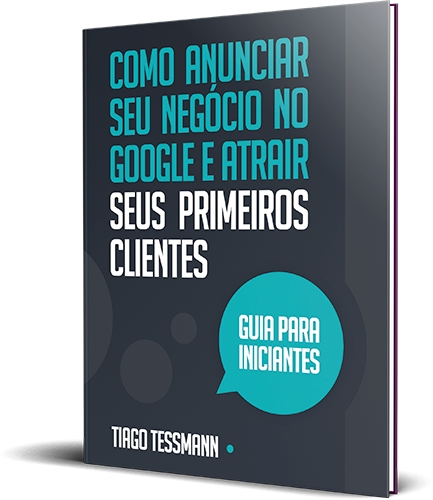 COMO ANUNCIAR
SEU NEGÓCIO NO
GOOGLE E ATRAIR
SEUS PRIMEIROS
CLIENTES
GUIA PARA
INICIANTES
TIAGO TESSMANN